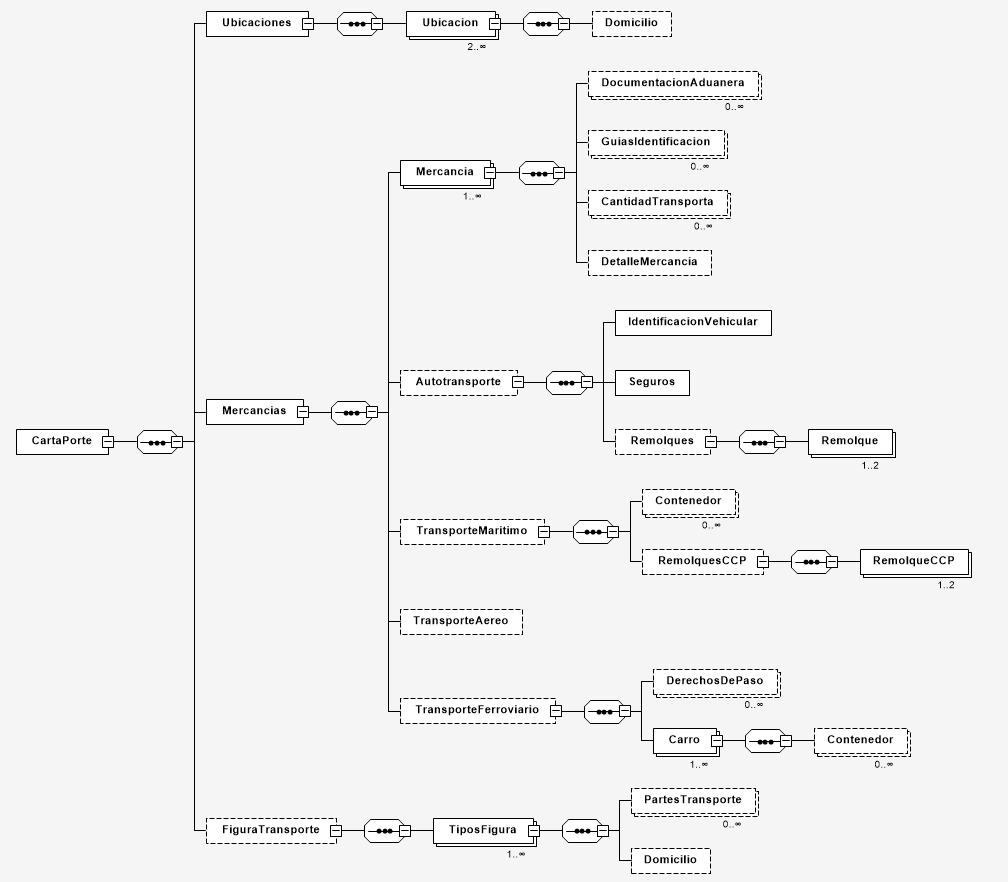 Ubicaciones
Ubicacion
2..∞
Domicilio
DocumentacionAduanera
0..∞
GuiasIdentificacion
0..∞
Mercancia
1..∞
CantidadTransporta
0..∞
DetalleMercancia
IdentificacionVehicular
Autotransporte
Seguros
Mercancias
CartaPorte
Remolques
Remolque
1..2
Contenedor
0..∞
TransporteMaritimo
RemolquesCCP
RemolqueCCP
1..2
TransporteAereo
DerechosDePaso
0..∞
TransporteFerroviario
Carro
1..∞
Contenedor
0..∞
PartesTransporte
0..∞
FiguraTransporte
TiposFigura
1..∞
Domicilio